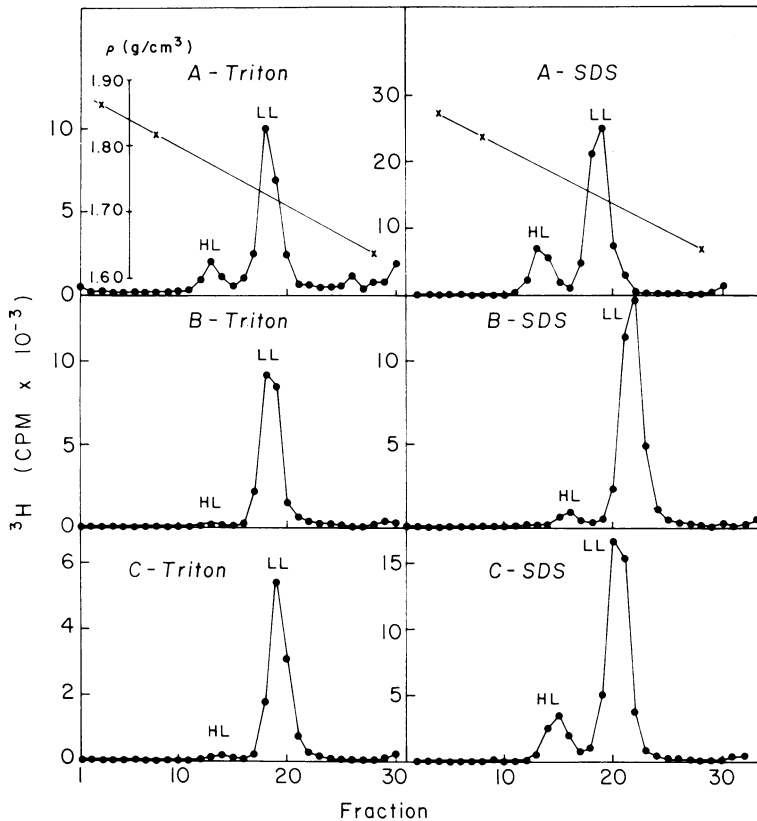 ρ (g/cm³)
1.90
1.80
1.70
1.60
A - Triton
LL
HL
10
5
0
A - SDS
LL
HL
30
20
10
0
B - Triton
LL
HL
10
5
0
B - SDS
LL
HL
10
5
0
C - Triton
LL
HL
6
4
2
0
C - SDS
LL
HL
15
10
5
³H (CPM x 10⁻³)
1
10
20
30
10
20
30
Fraction